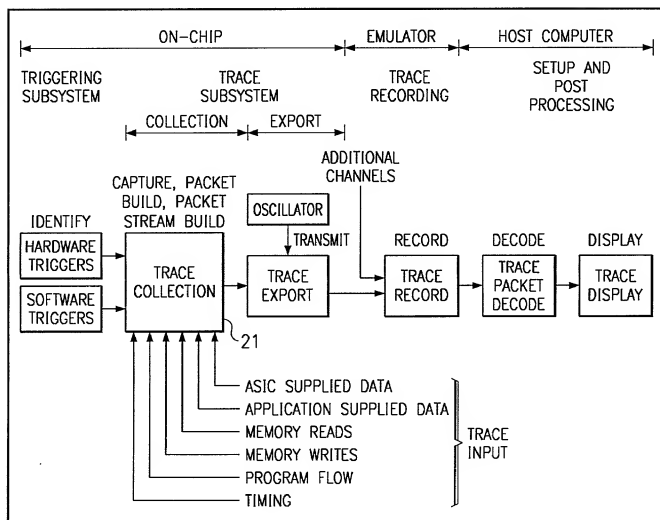 ON-CHIP
EMULATOR
HOST COMPUTER
TRIGGERING
SUBSYSTEM
TRACE
SUBSYSTEM
TRACE
RECORDING
SETUP AND
POST
PROCESSING
COLLECTION
EXPORT
ADDITIONAL
CHANNELS
CAPTURE, PACKET
BUILD, PACKET
STREAM BUILD
IDENTIFY
OSCILLATOR
TRANSMIT
RECORD
DECODE
DISPLAY
HARDWARE
TRIGGERS
SOFTWARE
TRIGGERS
TRACE
COLLECTION
TRACE
EXPORT
TRACE
RECORD
TRACE
PACKET
DECODE
TRACE
DISPLAY
21
ASIC SUPPLIED DATA
APPLICATION SUPPLIED DATA
MEMORY READS
MEMORY WRITES
PROGRAM FLOW
TIMING
TRACE
INPUT